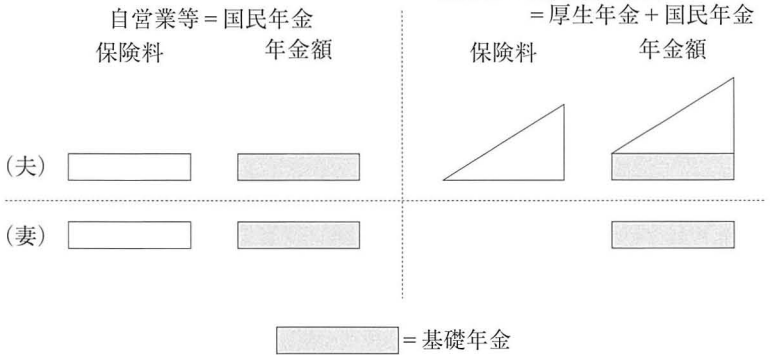 自営業等＝国民年金
＝厚生年金＋国民年金
保険料 年金額 保険料 年金額
(夫)
(妻)
＝基礎年金